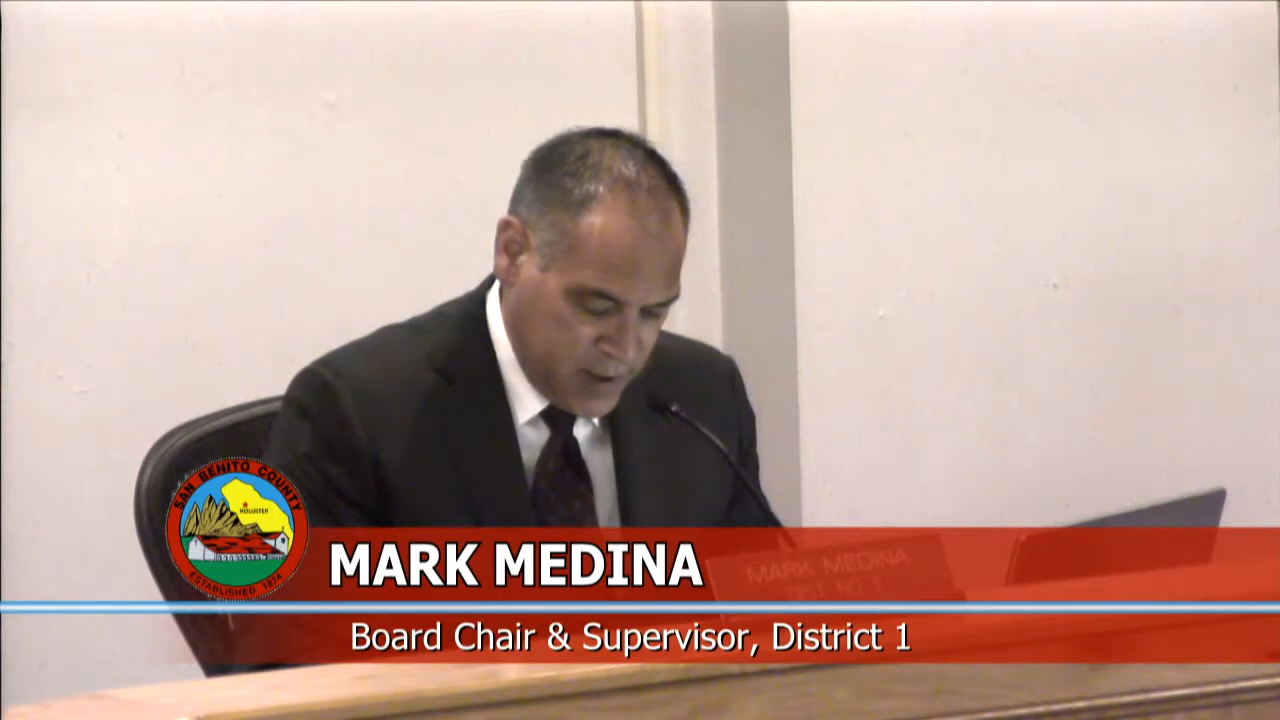 SAN BENITO COUNTY
HOLLISTER
ESTABLISHED 1874
MARK MEDINA
MARK MEDINA
Board Chair & Supervisor, District 1